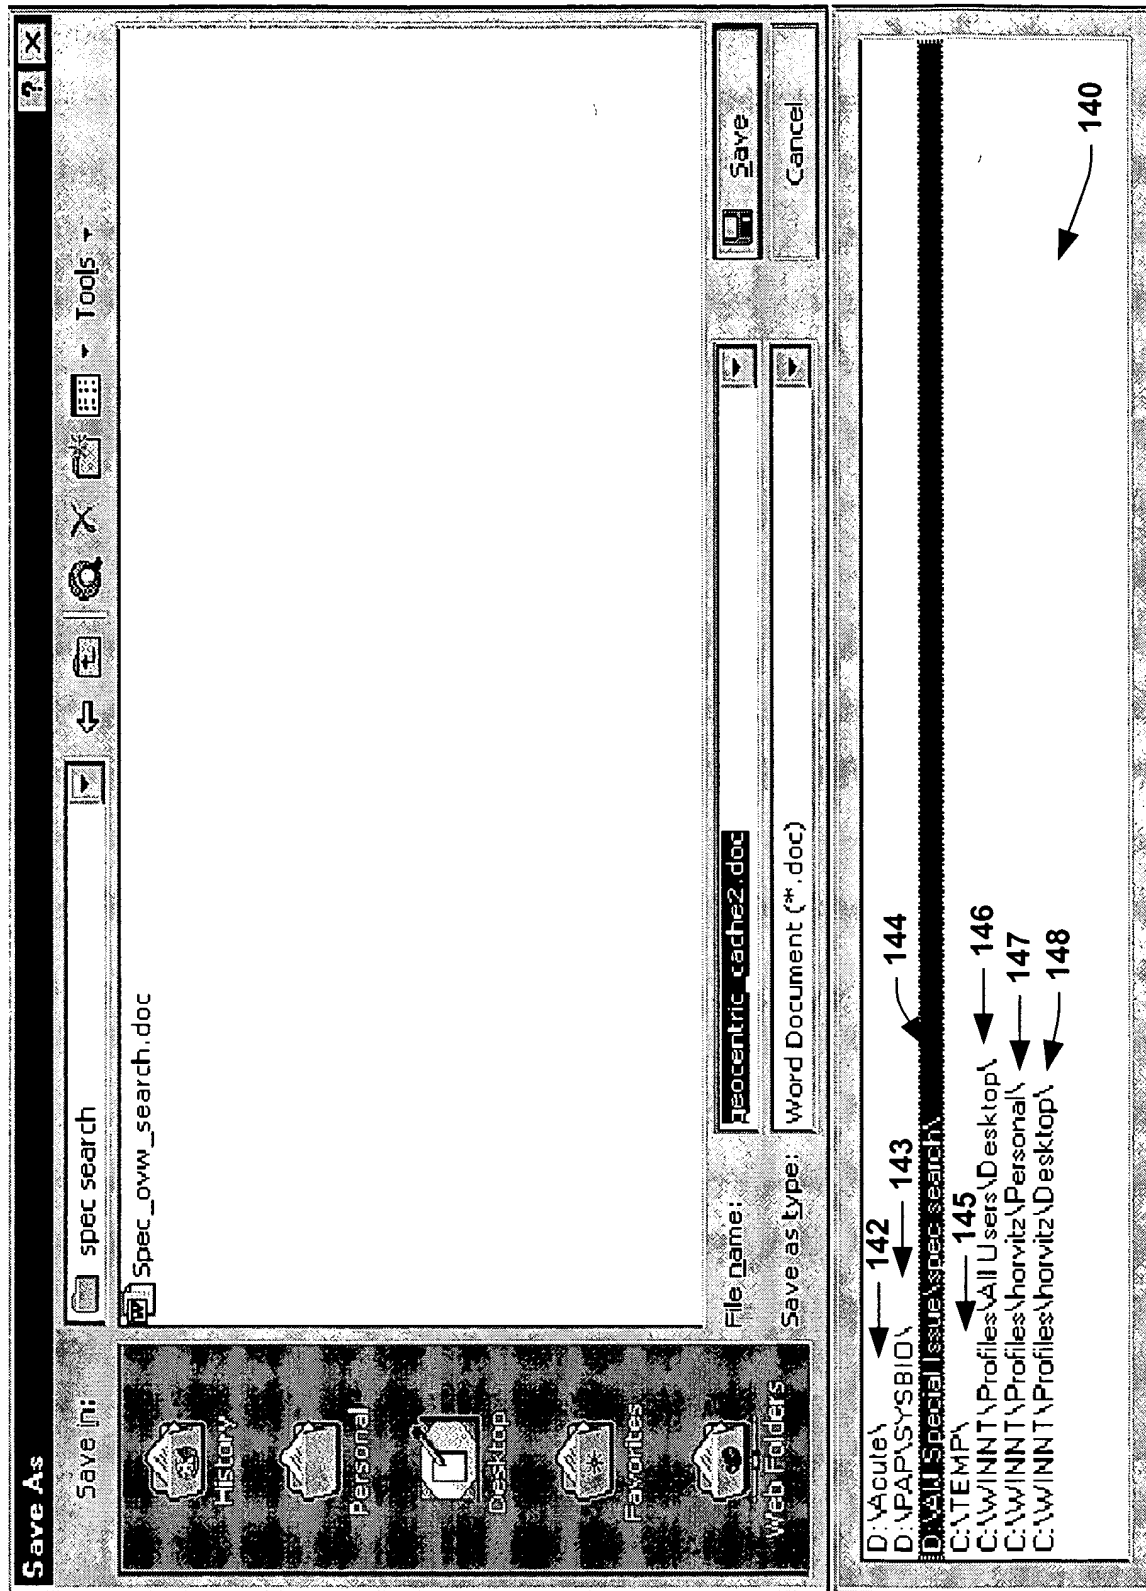 Save As
Save in:
spec search
Tools
History
Personal
Desktop
Favorites
Web Folders
Spec_ovw_search.doc
File name:
geocentric_cache2.doc
Save
Save as type:
Word Document (*.doc)
Cancel
D:\Acute\ 142
D:\PAP\SYSBIO\ 143
D:\AIJ Special Issue\spec search\ 144
C:\TEMP\ 145
C:\WINNT\Profiles\All Users\Desktop\ 146
C:\WINNT\Profiles\horvitz\Personal\ 147
C:\WINNT\Profiles\horvitz\Desktop\ 148
140